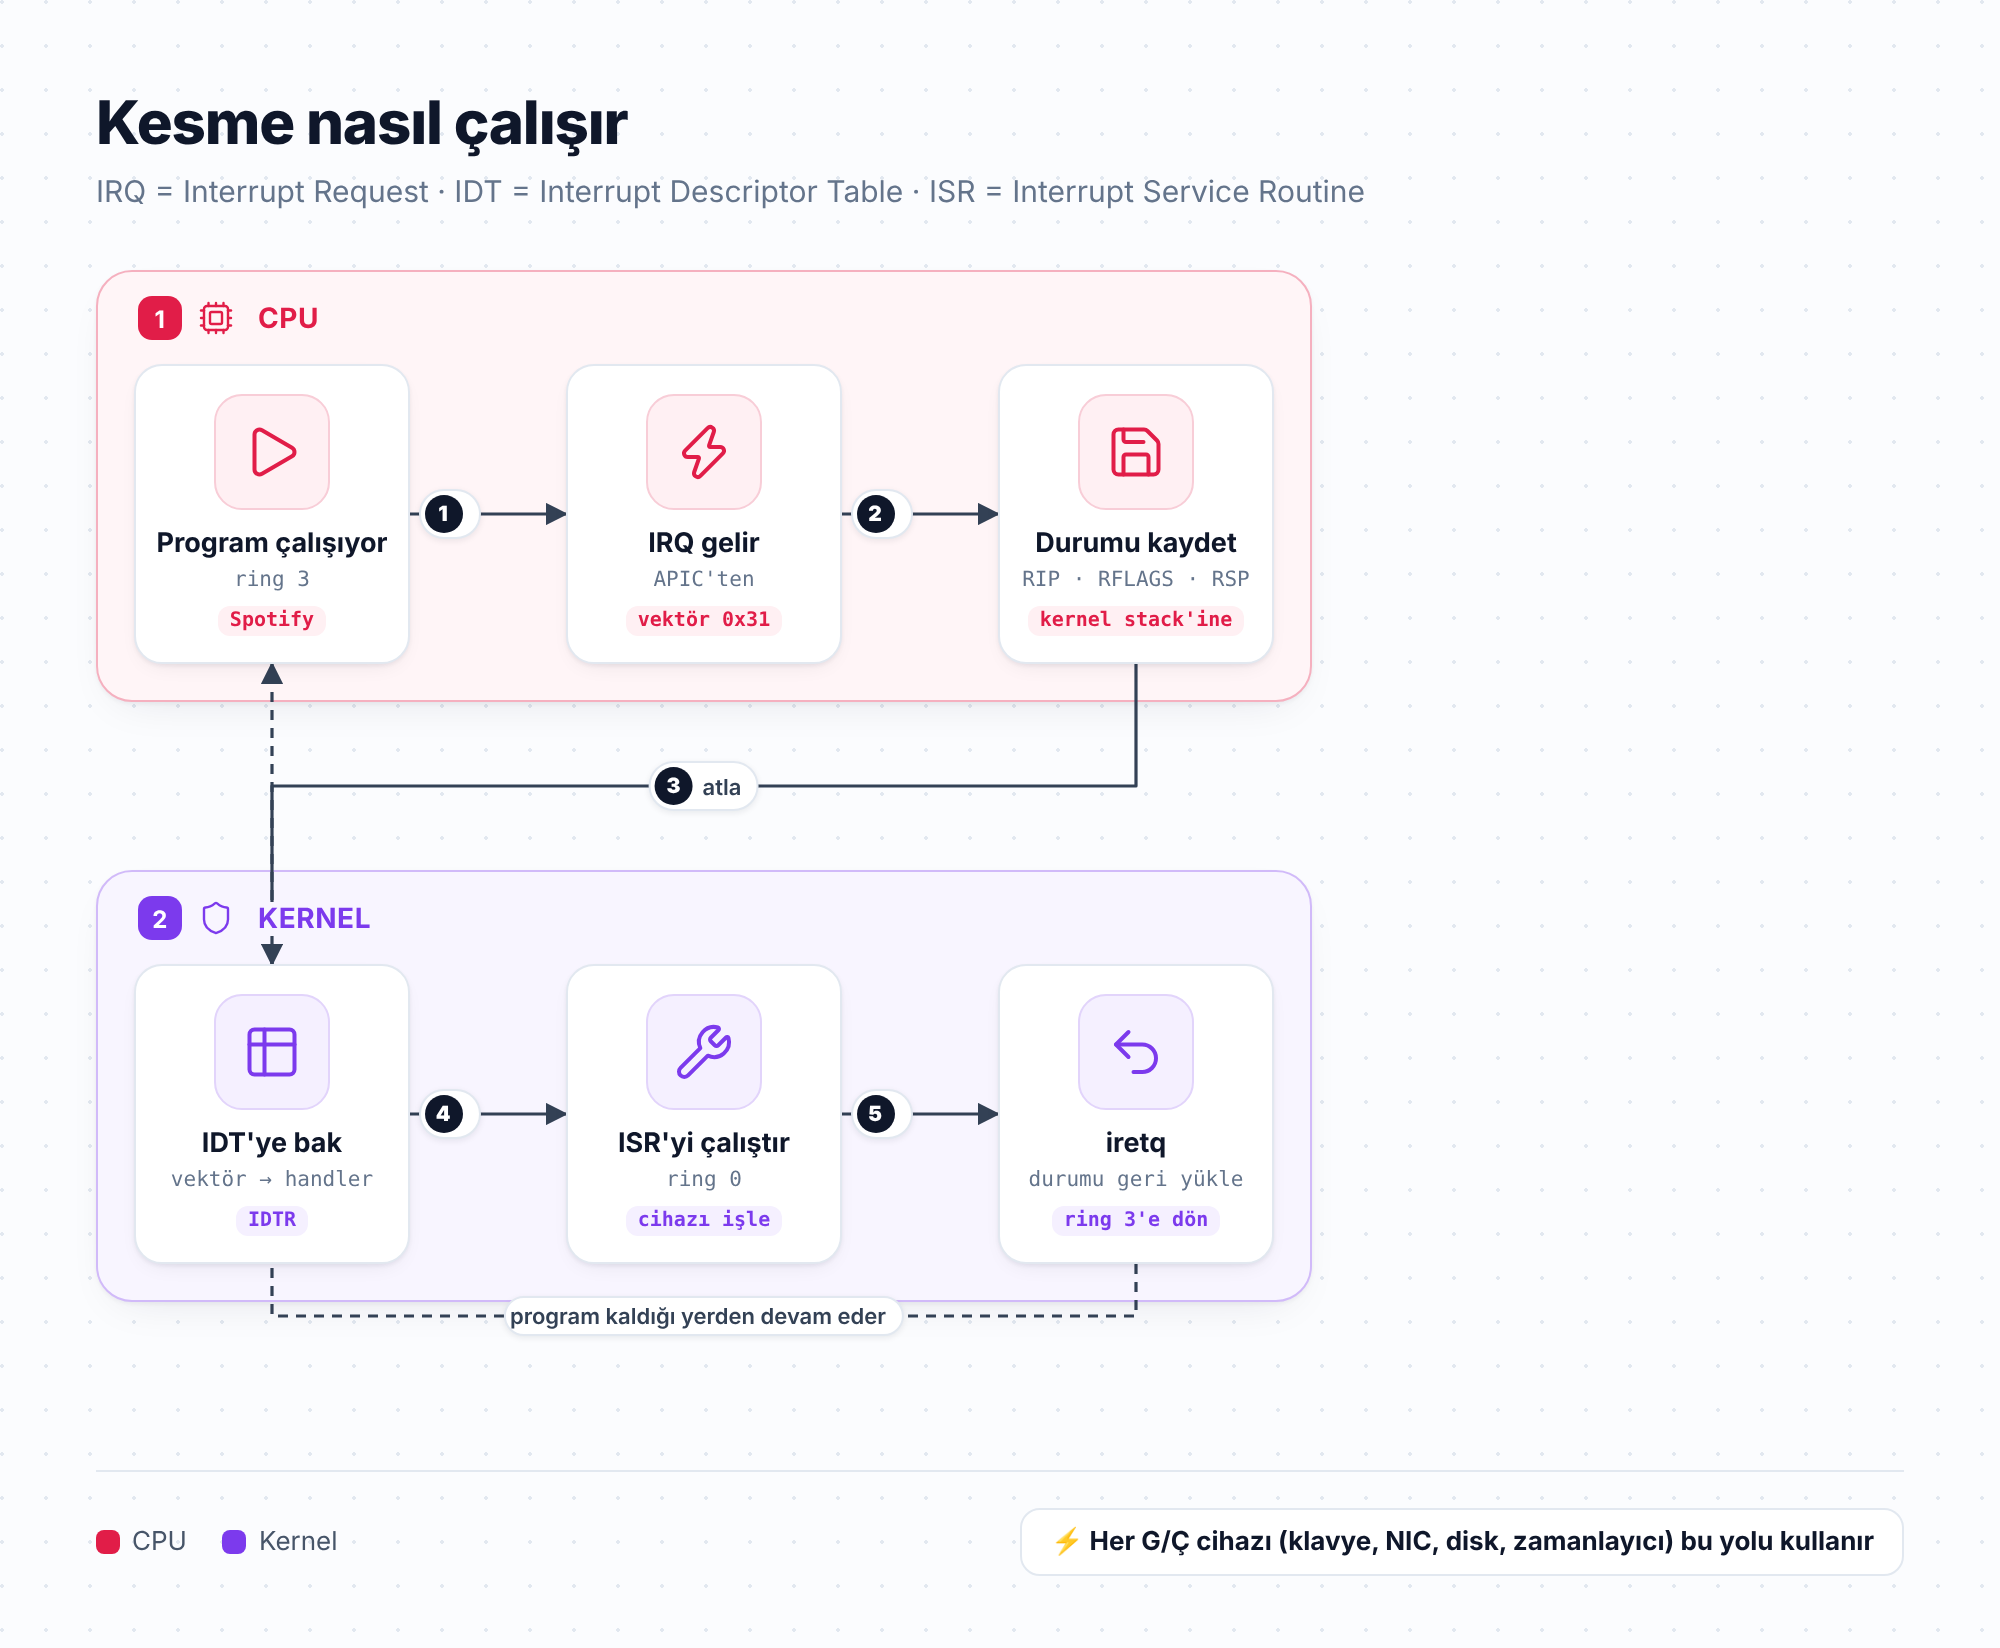 Kesme nasıl çalışır
IRQ = Interrupt Request · IDT = Interrupt Descriptor Table · ISR = Interrupt Service Routine
1 CPU
Program çalışıyor
ring 3
Spotify
1
IRQ gelir
APIC'ten
vektör 0x31
2
Durumu kaydet
RIP · RFLAGS · RSP
kernel stack'ine
3 atla
2 KERNEL
IDT'ye bak
vektör → handler
IDTR
4
ISR'yi çalıştır
ring 0
cihazı işle
5
iretq
durumu geri yükle
ring 3'e dön
program kaldığı yerden devam eder
CPU
Kernel
⚡ Her G/Ç cihazı (klavye, NIC, disk, zamanlayıcı) bu yolu kullanır